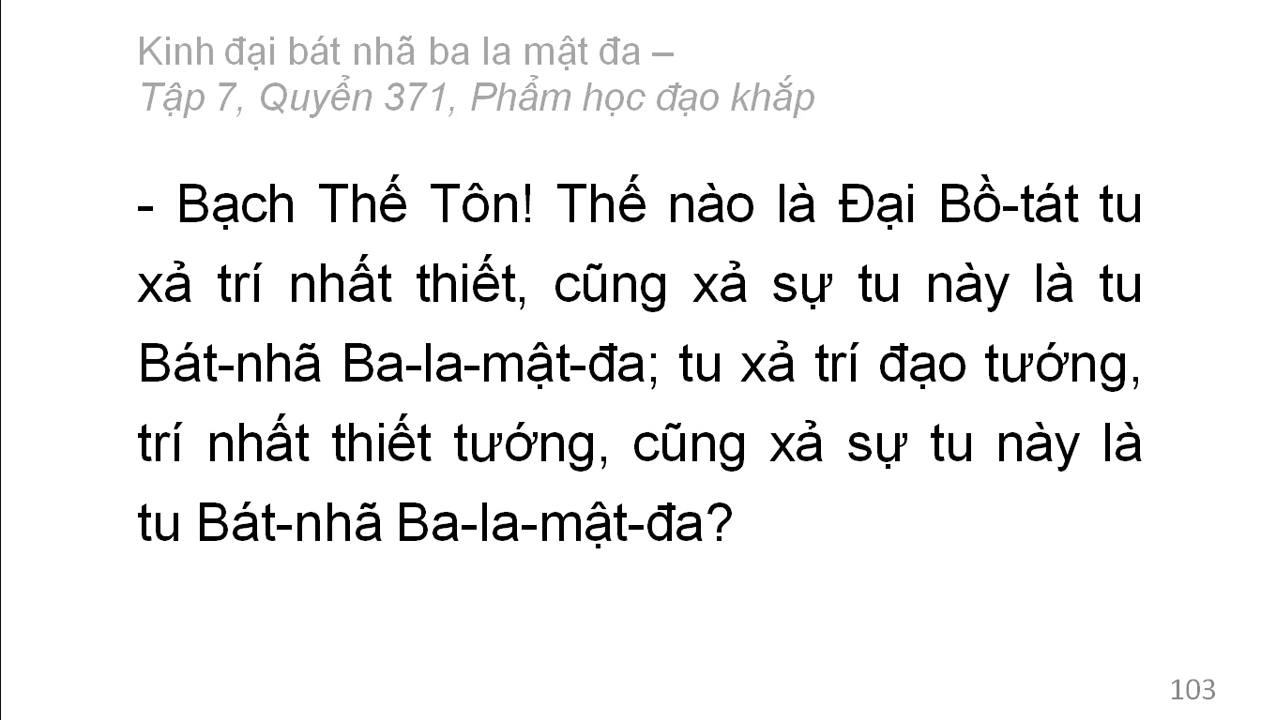 Kinh đại bát nhã ba la mật đa –
Tập 7, Quyển 371, Phẩm học đạo khắp
- Bạch Thế Tôn! Thế nào là Đại Bồ-tát tu
xả trí nhất thiết, cũng xả sự tu này là tu
Bát-nhã Ba-la-mật-đa; tu xả trí đạo tướng,
trí nhất thiết tướng, cũng xả sự tu này là
tu Bát-nhã Ba-la-mật-đa?
103